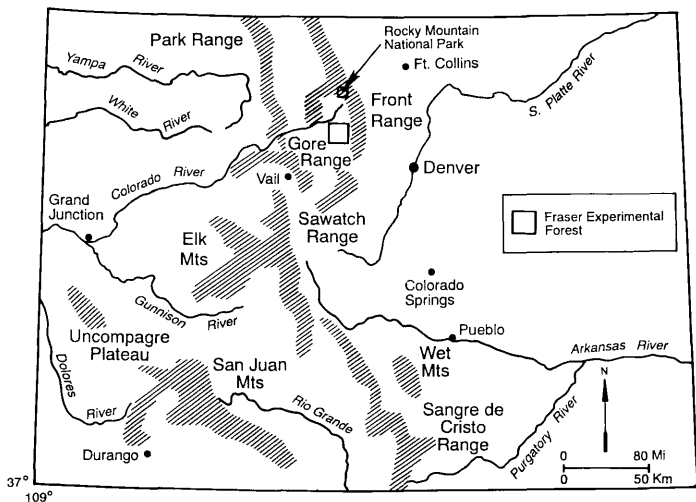 Rocky Mountain
National Park
Park Range
Ft. Collins
Yampa River
White River
Front
Range
S. Platte River
Gore
Range
Denver
Colorado River
Vail
Grand
Junction
Sawatch
Range
Fraser Experimental
Forest
Elk
Mts
Colorado
Springs
Gunnison River
Pueblo
Uncompagre
Plateau
Arkansas River
Wet
Mts
Dolores River
San Juan
Mts
N
Rio Grande
Sangre de
Cristo
Range
Purgatory River
Durango
0 80 Mi
0 50 Km
37°
109°